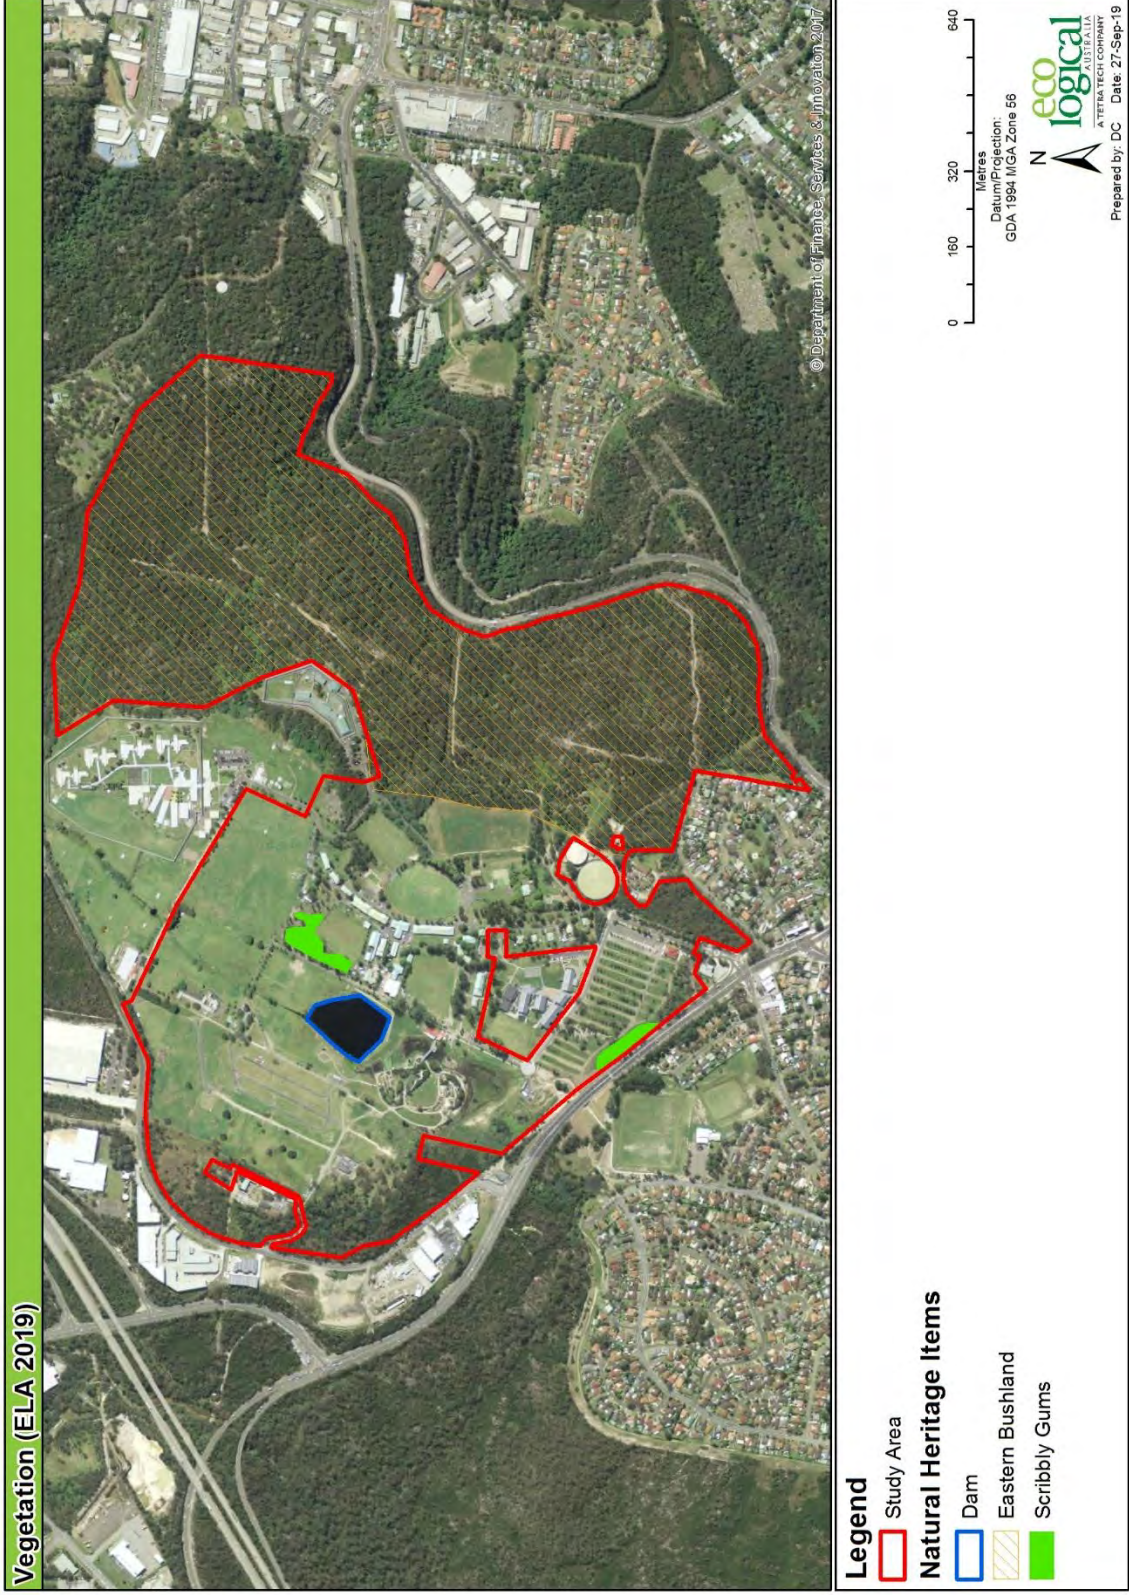 Vegetation (ELA 2019)
© Department of Finance, Services & Innovation 2017
Legend
Study Area
Natural Heritage Items
Dam
Eastern Bushland
Scribbly Gums
0 160 320 640
Metres
Datum/Projection:
GDA 1994 MGA Zone 56
N
eco
logical
AUSTRALIA
A TETRA TECH COMPANY
Prepared by: DC Date: 27-Sep-19